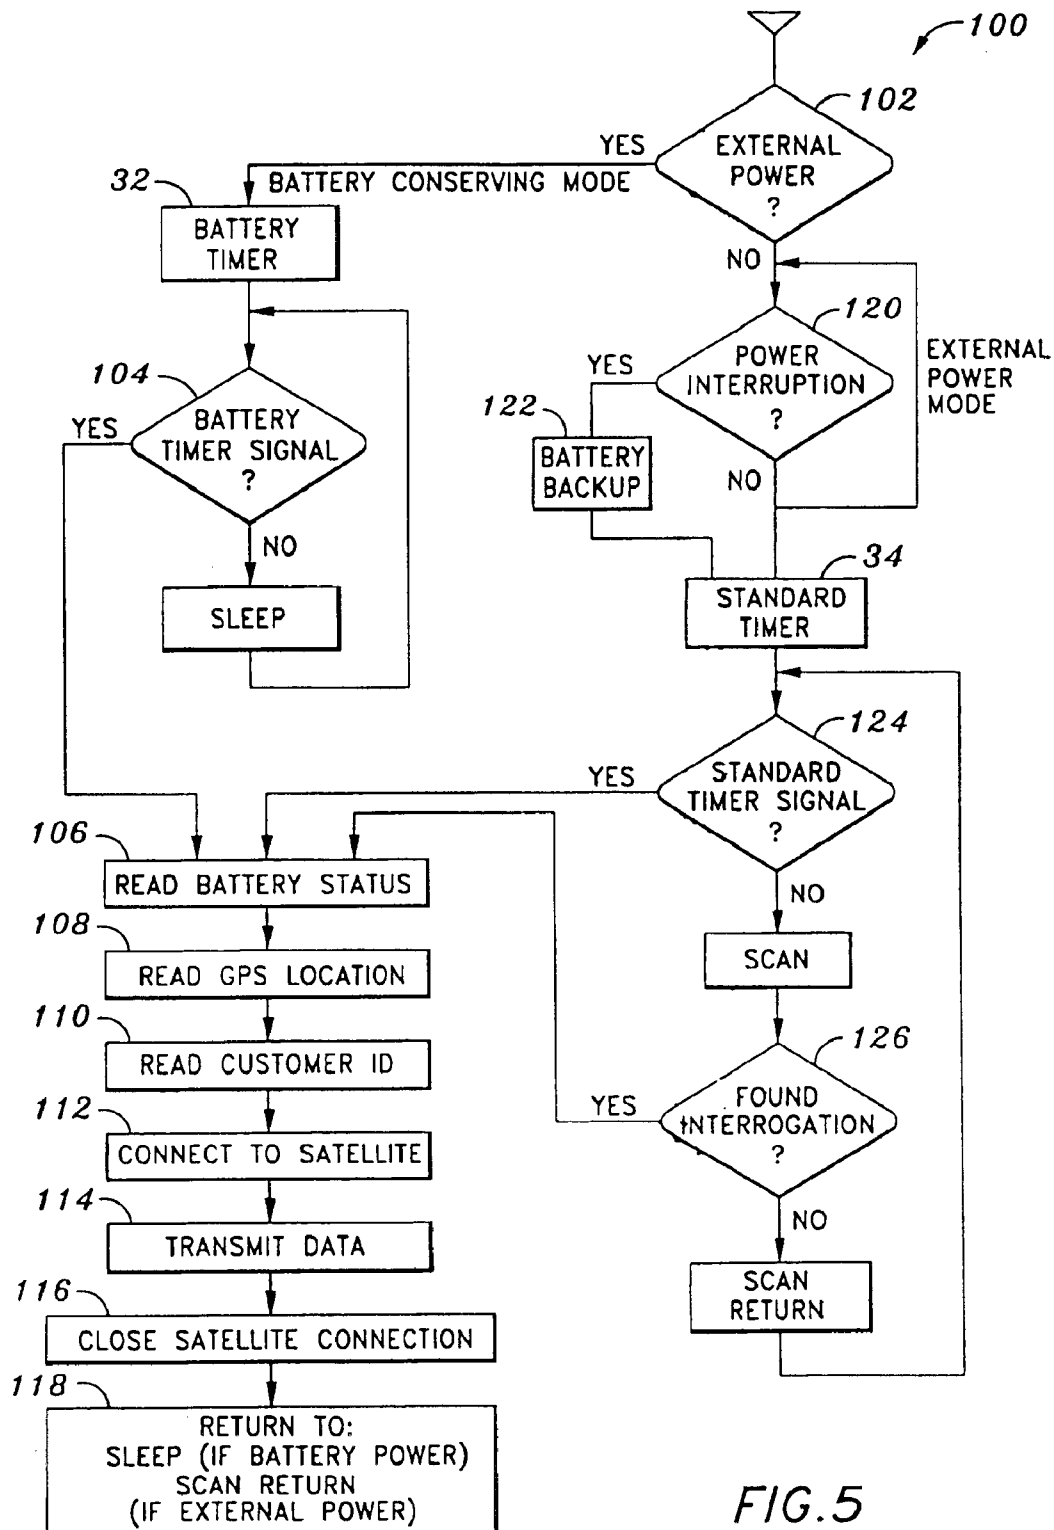 100
102
YES
EXTERNAL
POWER
?
32
BATTERY CONSERVING MODE
BATTERY
TIMER
NO
120
104
YES
POWER
INTERRUPTION
?
EXTERNAL
POWER
MODE
122
YES
BATTERY
TIMER SIGNAL
?
BATTERY
BACKUP
NO
NO
34
SLEEP
STANDARD
TIMER
124
YES
STANDARD
TIMER SIGNAL
?
106
READ BATTERY STATUS
NO
108
READ GPS LOCATION
SCAN
110
READ CUSTOMER ID
126
YES
FOUND
INTERROGATION
?
112
CONNECT TO SATELLITE
114
TRANSMIT DATA
NO
SCAN
RETURN
116
CLOSE SATELLITE CONNECTION
118
RETURN TO:
SLEEP (IF BATTERY POWER)
SCAN RETURN
(IF EXTERNAL POWER)
FIG.5